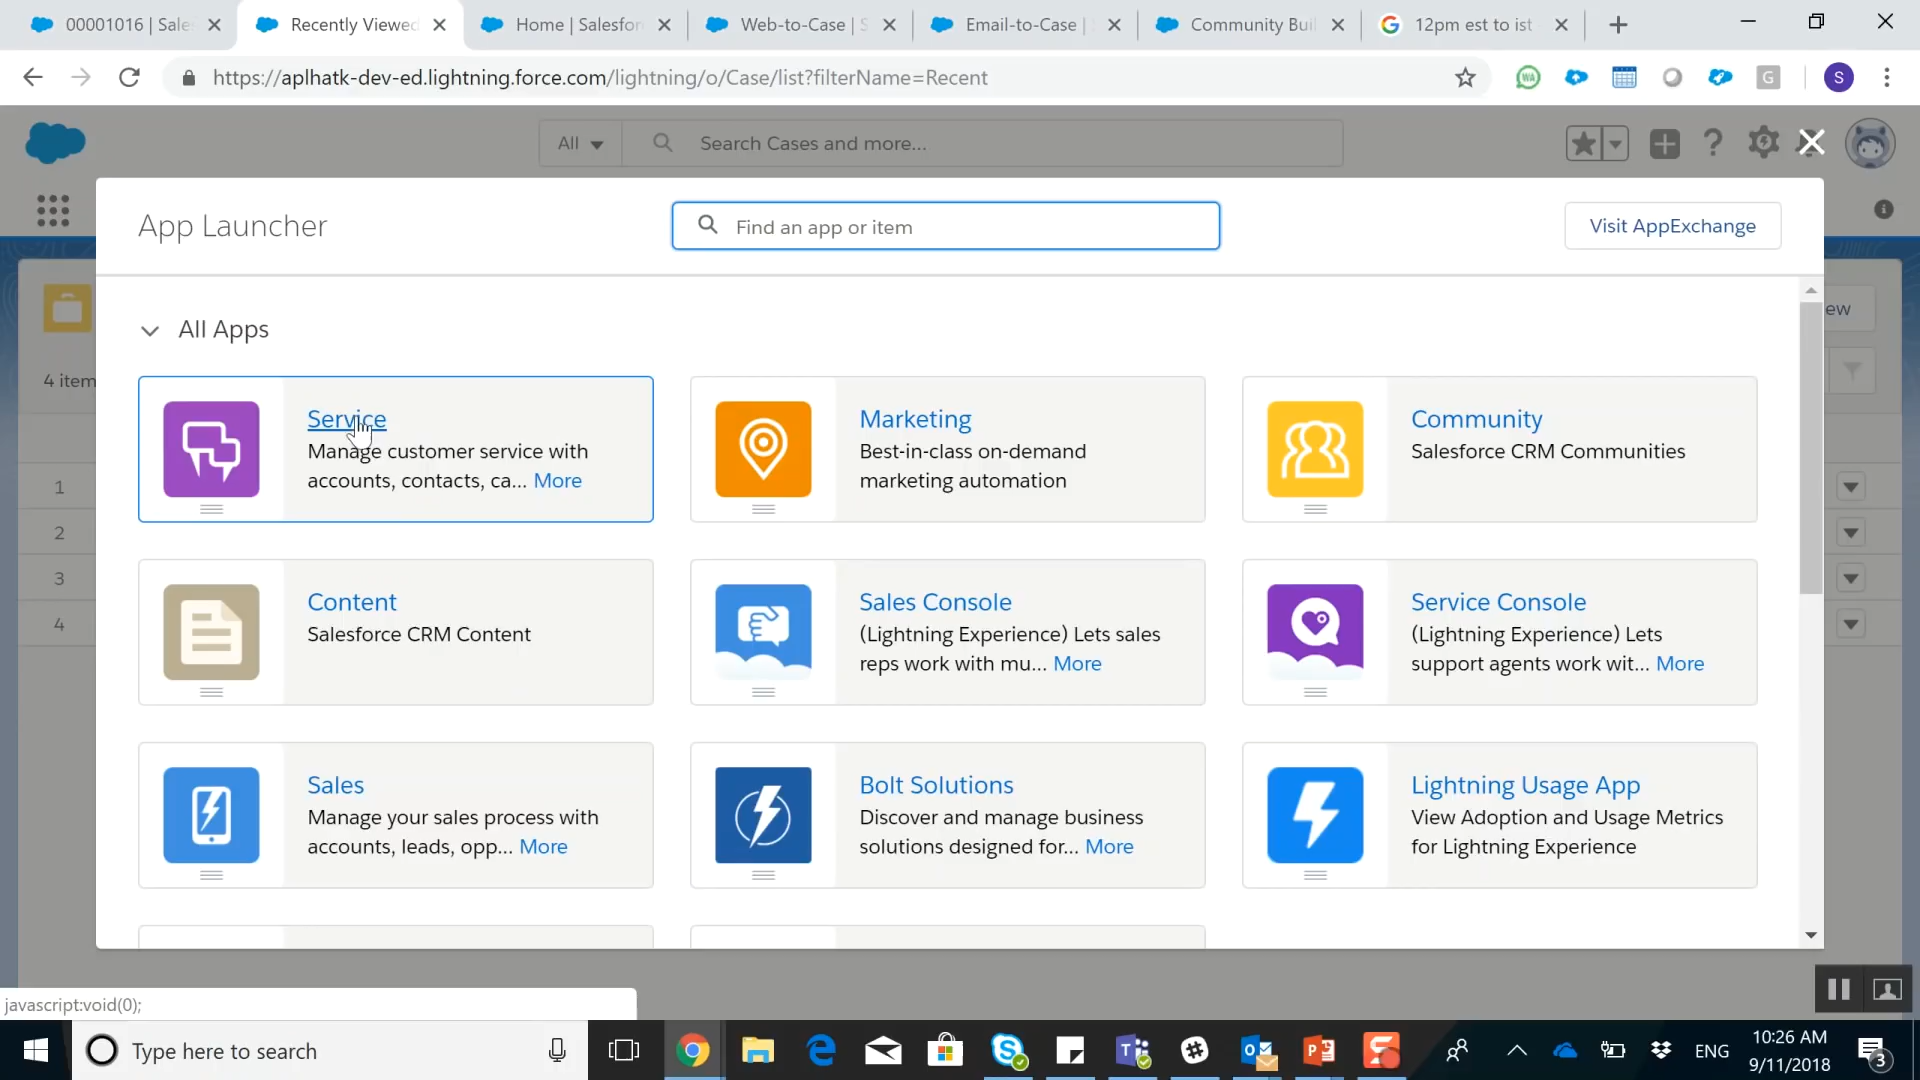 00001016 | Sale
Recently Viewed
Home | Salesfor
Web-to-Case | S
Email-to-Case |
Community Buil
12pm est to ist
https://aplhatk-dev-ed.lightning.force.com/lightning/o/Case/list?filterName=Recent
WA
G
S
All
Search Cases and more...
App Launcher
Find an app or item
Visit AppExchange
ew
4 item
All Apps
Service
Manage customer service with
accounts, contacts, ca... More
Marketing
Best-in-class on-demand
marketing automation
Community
Salesforce CRM Communities
1
2
3
4
Content
Salesforce CRM Content
Sales Console
(Lightning Experience) Lets sales
reps work with mu... More
Service Console
(Lightning Experience) Lets
support agents work wit... More
Sales
Manage your sales process with
accounts, leads, opp... More
Bolt Solutions
Discover and manage business
solutions designed for... More
Lightning Usage App
View Adoption and Usage Metrics
for Lightning Experience
javascript:void(0);
Type here to search
ENG
10:26 AM
9/11/2018
3